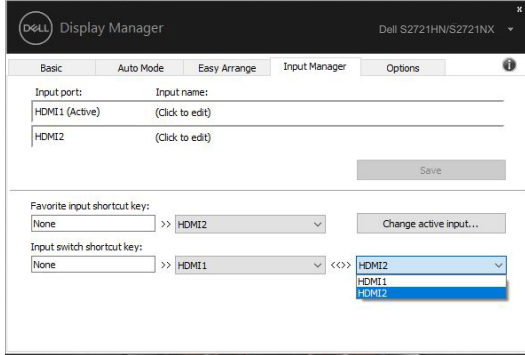 DELL Display Manager
Dell S2721HN/S2721NX
x
Basic Auto Mode Easy Arrange Input Manager Options
Input port: Input name:
HDMI1 (Active) (Click to edit)
HDMI2 (Click to edit)
Save
Favorite input shortcut key:
None >> HDMI2 Change active input...
Input switch shortcut key:
None >> HDMI1 <<>> HDMI2
HDMI1
HDMI2